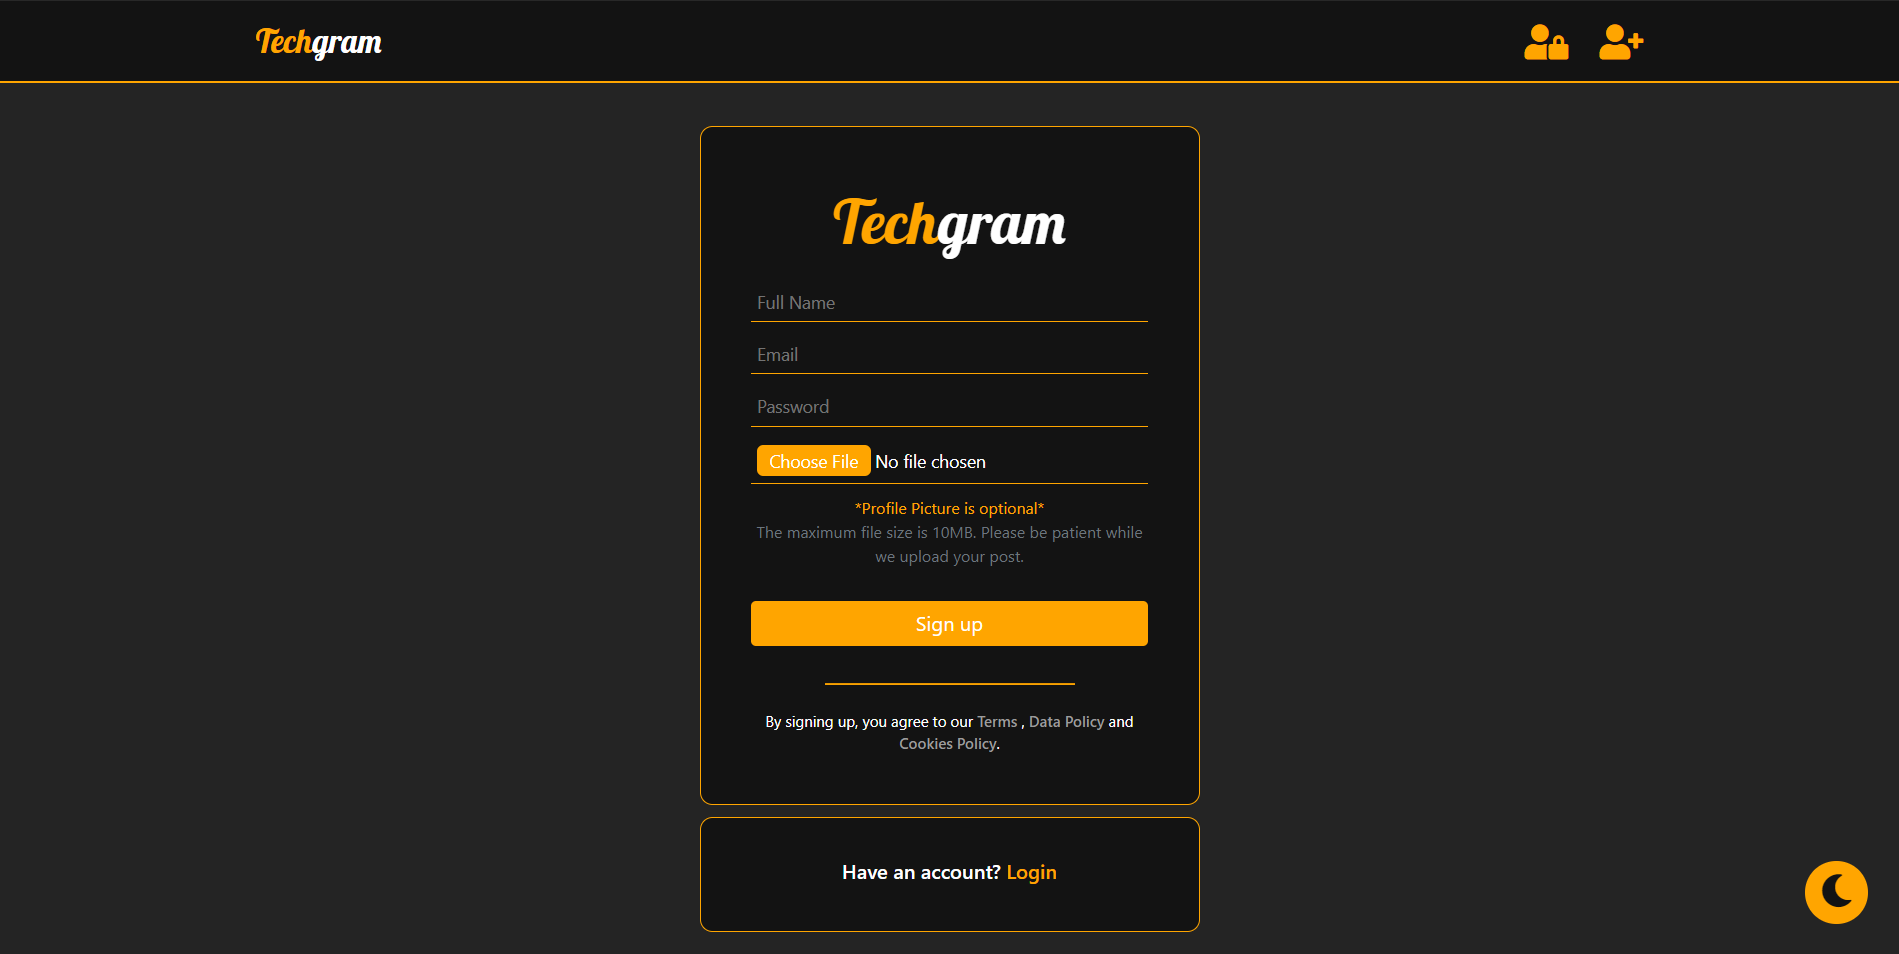 Techgram
Techgram
Full Name
Email
Password
Choose File No file chosen
*Profile Picture is optional*
The maximum file size is 10MB. Please be patient while
we upload your post.
Sign up
By signing up, you agree to our Terms , Data Policy and
Cookies Policy.
Have an account? Login